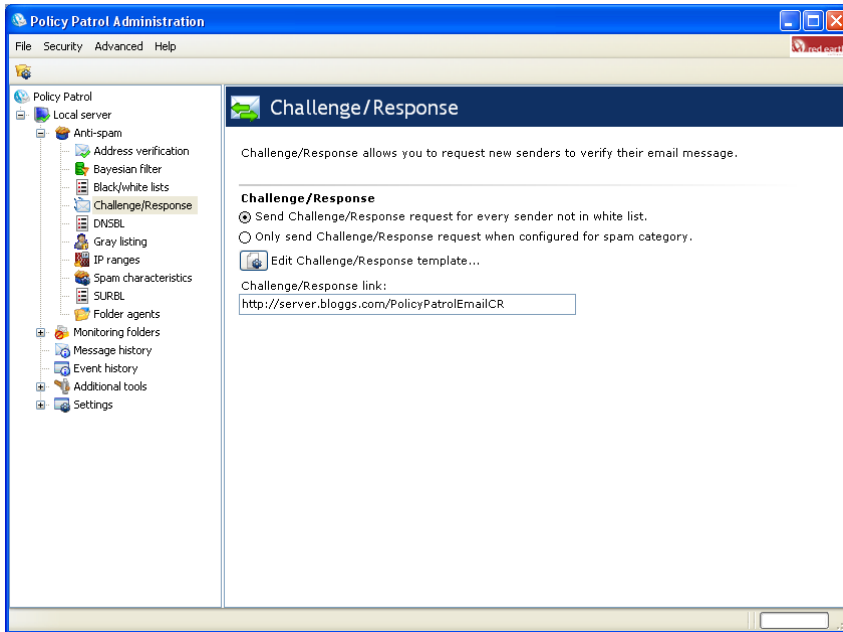 Policy Patrol Administration
File Security Advanced Help
red earth
Policy Patrol
Local server
Anti-spam
Address verification
Bayesian filter
Black/white lists
Challenge/Response
DNSBL
Gray listing
IP ranges
Spam characteristics
SURBL
Folder agents
Monitoring folders
Message history
Event history
Additional tools
Settings
Challenge/Response
Challenge/Response allows you to request new senders to verify their email message.
Challenge/Response
Send Challenge/Response request for every sender not in white list.
Only send Challenge/Response request when configured for spam category.
Edit Challenge/Response template...
Challenge/Response link:
http://server.bloggs.com/PolicyPatrolEmailCR